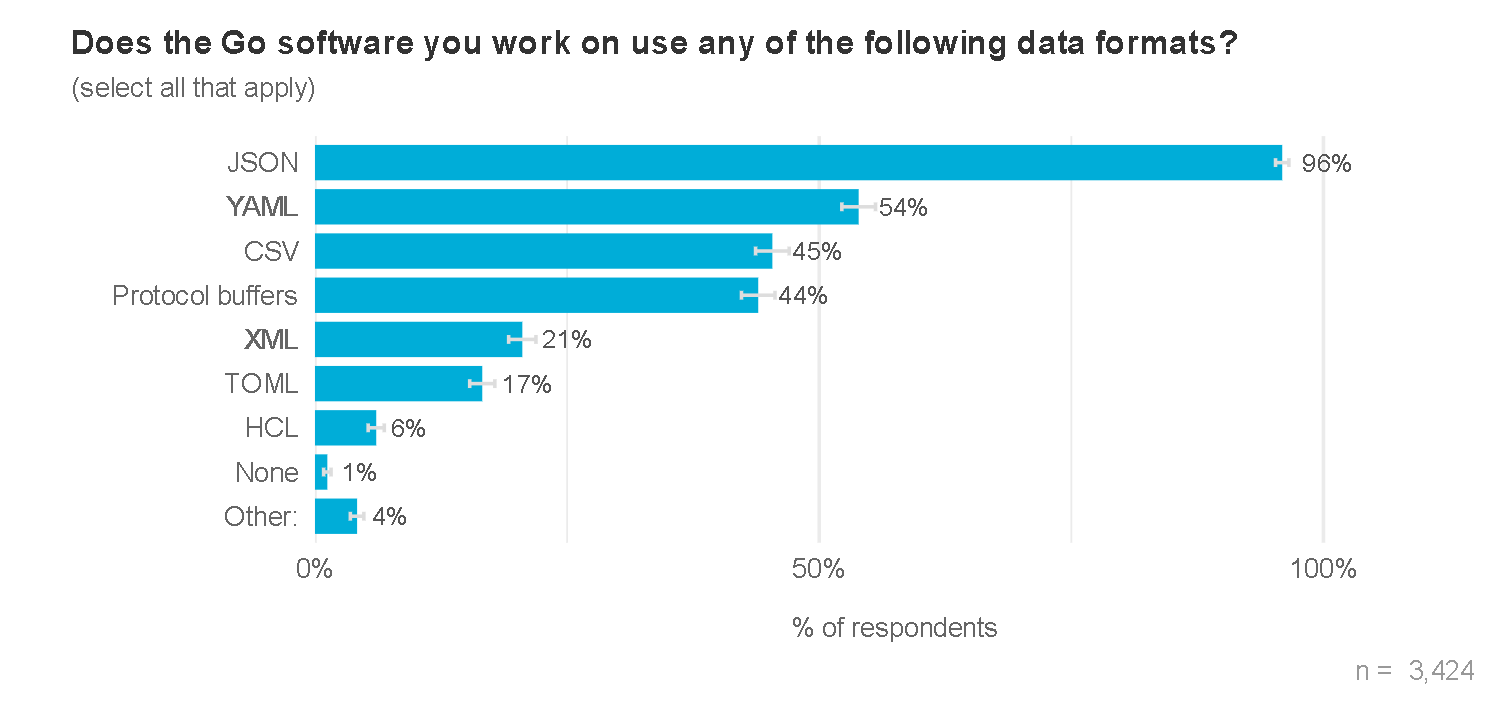 Does the Go software you work on use any of the following data formats?
(select all that apply)
JSON 96%
YAML 54%
CSV 45%
Protocol buffers 44%
XML 21%
TOML 17%
HCL 6%
None 1%
Other: 4%
0% 50% 100%
% of respondents
n = 3,424